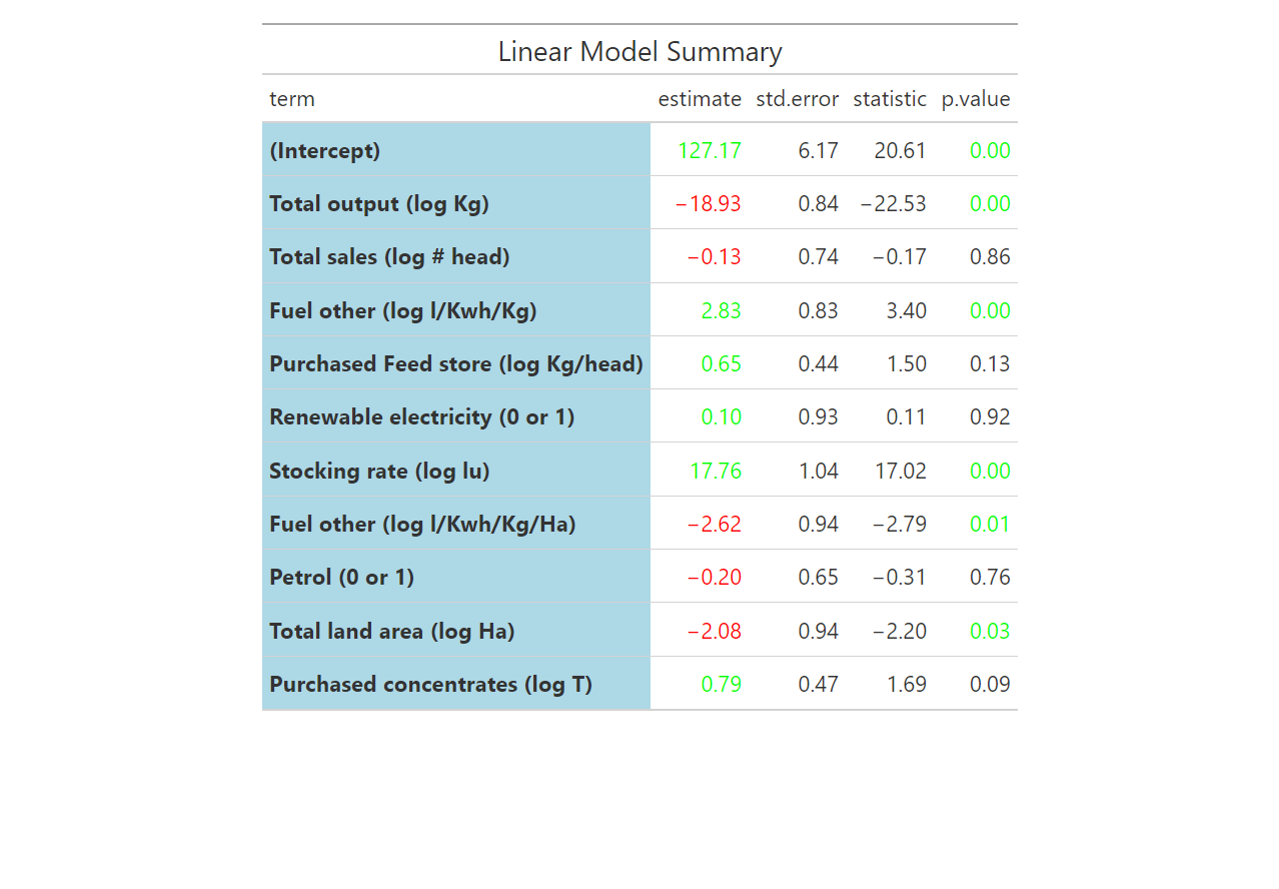 Linear Model Summary
term estimate std.error statistic p.value
(Intercept) 127.17 6.17 20.61 0.00
Total output (log Kg) −18.93 0.84 −22.53 0.00
Total sales (log # head) −0.13 0.74 −0.17 0.86
Fuel other (log l/Kwh/Kg) 2.83 0.83 3.40 0.00
Purchased Feed store (log Kg/head) 0.65 0.44 1.50 0.13
Renewable electricity (0 or 1) 0.10 0.93 0.11 0.92
Stocking rate (log lu) 17.76 1.04 17.02 0.00
Fuel other (log l/Kwh/Kg/Ha) −2.62 0.94 −2.79 0.01
Petrol (0 or 1) −0.20 0.65 −0.31 0.76
Total land area (log Ha) −2.08 0.94 −2.20 0.03
Purchased concentrates (log T) 0.79 0.47 1.69 0.09